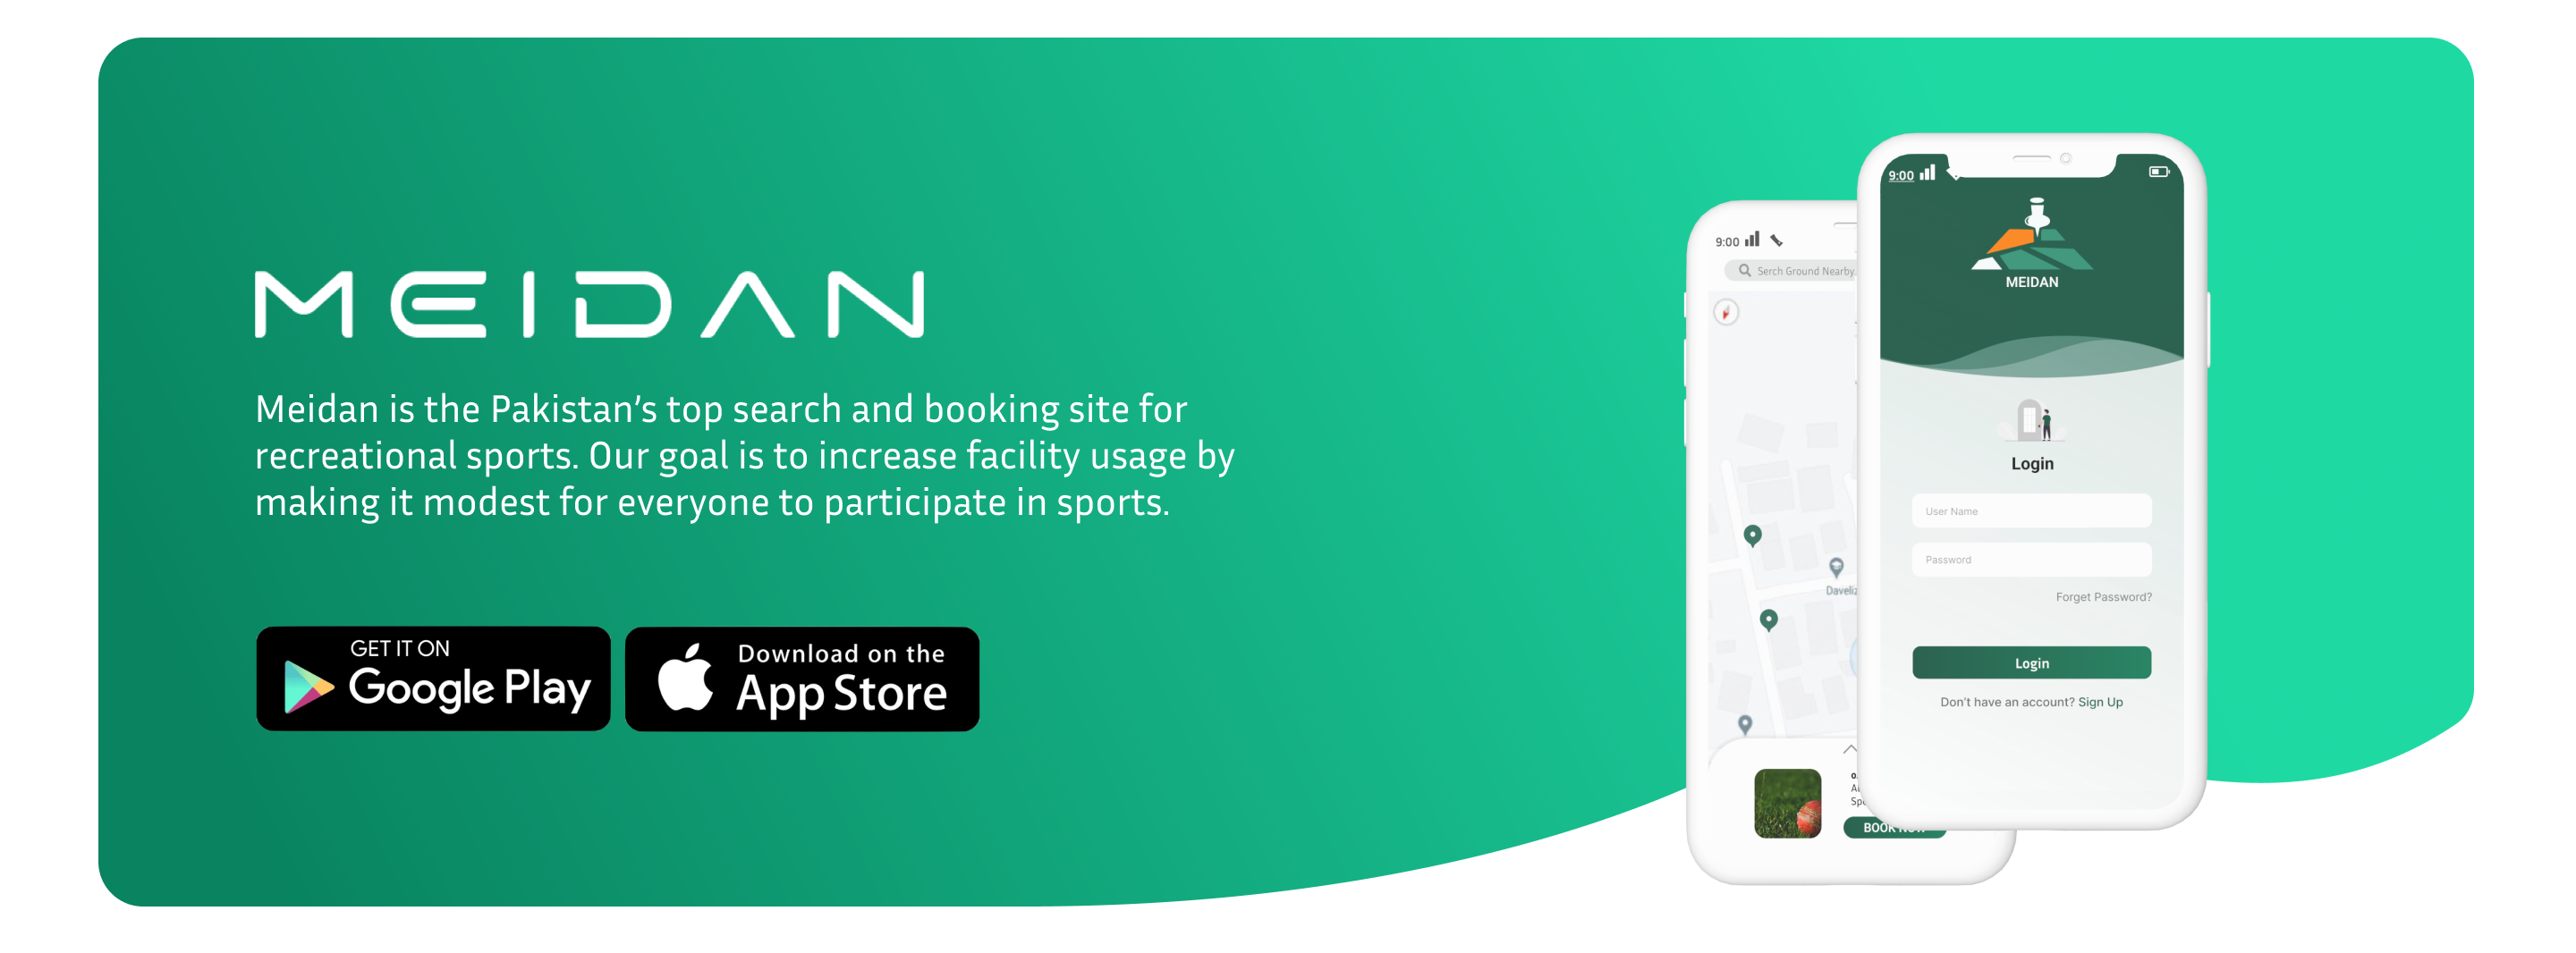 MEIDAN
Meidan is the Pakistan's top search and booking site for
recreational sports. Our goal is to increase facility usage by
making it modest for everyone to participate in sports.
GET IT ON
Google Play
Download on the
App Store
9:00
Serch Ground Nearby..
BOOK NOW
9:00
MEIDAN
Login
User Name
Password
Forget Password?
Login
Don't have an account? Sign Up